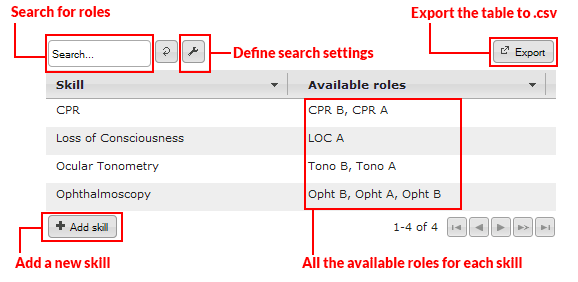 Search for roles
Export the table to .csv
Search...
Define search settings
Export
Skill Available roles
CPR CPR B, CPR A
Loss of Consciousness LOC A
Ocular Tonometry Tono B, Tono A
Ophthalmoscopy Opht B, Opht A, Opht B
Add skill 1-4 of 4
Add a new skill
All the available roles for each skill